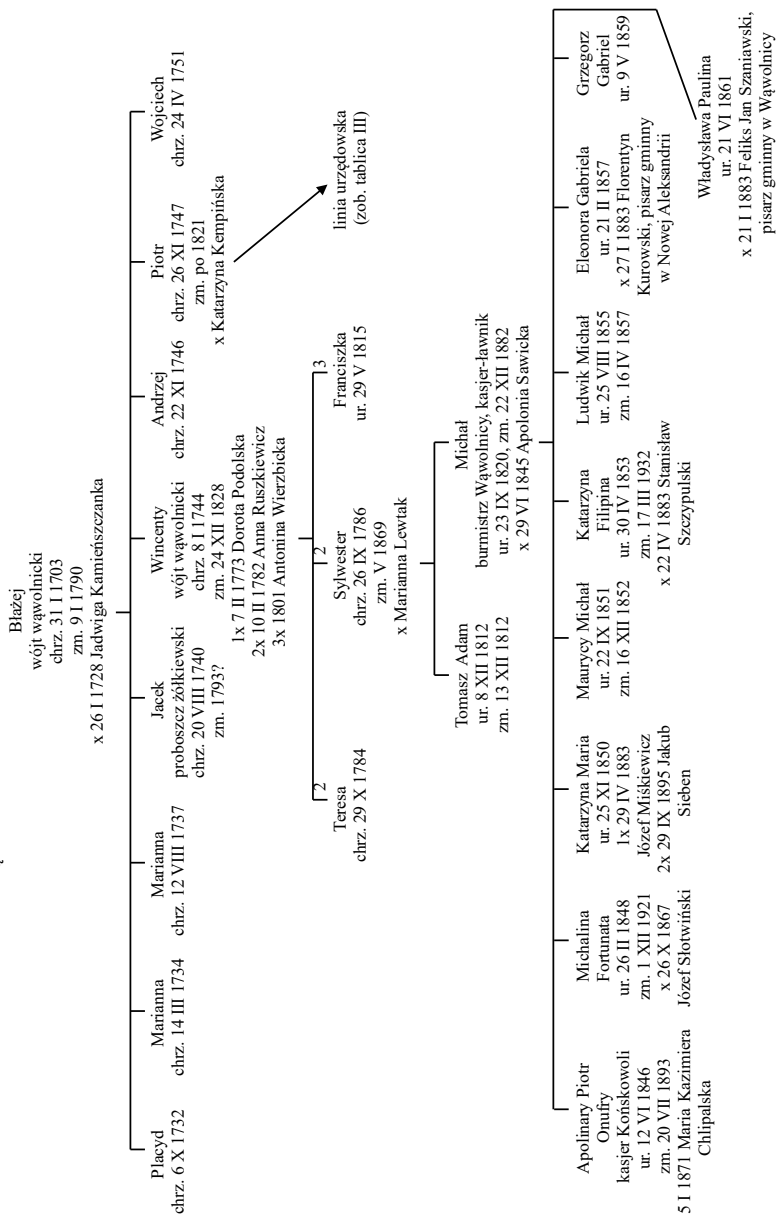 Błażej
wójt wąwolnicki
chrz. 31 I 1703
zm. 9 I 1790
x 26 I 1728 Jadwiga Kamieńszczanka
Placyd
chrz. 6 X 1732
Marianna
chrz. 14 III 1734
Marianna
chrz. 12 VIII 1737
Jacek
proboszcz żółkiewski
chrz. 20 VIII 1740
zm. 1793?
Wincenty
wójt wąwolnicki
chrz. 8 I 1744
zm. 24 XII 1828
1x 7 II 1773 Dorota Podolska
2x 10 II 1782 Anna Ruszkiewicz
3x 1801 Antonina Wierzbicka
Andrzej
chrz. 22 XI 1746
Piotr
chrz. 26 XI 1747
zm. po 1821
x Katarzyna Kempińska
Wojciech
chrz. 24 IV 1751
linia urzędowska
(zob. tablica III)
2
Teresa
chrz. 29 X 1784
2
Sylwester
chrz. 26 IX 1786
zm. V 1869
x Marianna Lewtak
3
Franciszka
ur. 29 V 1815
Tomasz Adam
ur. 8 XII 1812
zm. 13 XII 1812
Michał
burmistrz Wąwolnicy, kasjer-ławnik
ur. 23 IX 1820, zm. 22 XII 1882
x 29 VI 1845 Apolonia Sawicka
Apolinary Piotr
Onufry
kasjer Końskowoli
ur. 12 VI 1846
zm. 20 VII 1893
5 I 1871 Maria Kazimiera
Chlipalska
Michalina
Fortunata
ur. 26 II 1848
zm. 1 XII 1921
x 26 X 1867
Józef Słotwiński
Katarzyna Maria
ur. 25 XI 1850
1x 29 IV 1883
Józef Miśkiewicz
2x 29 IX 1895 Jakub
Sieben
Maurycy Michał
ur. 22 IX 1851
zm. 16 XII 1852
Katarzyna
Filipina
ur. 30 IV 1853
zm. 17 III 1932
x 22 IV 1883 Stanisław
Szczypulski
Ludwik Michał
ur. 25 VIII 1855
zm. 16 IV 1857
Eleonora Gabriela
ur. 21 II 1857
x 27 I 1883 Florentyn
Kurowski, pisarz gminny
w Nowej Aleksandrii
Grzegorz
Gabriel
ur. 9 V 1859
Władysława Paulina
ur. 21 VI 1861
x 21 I 1883 Feliks Jan Szaniawski,
pisarz gminny w Wąwolnicy